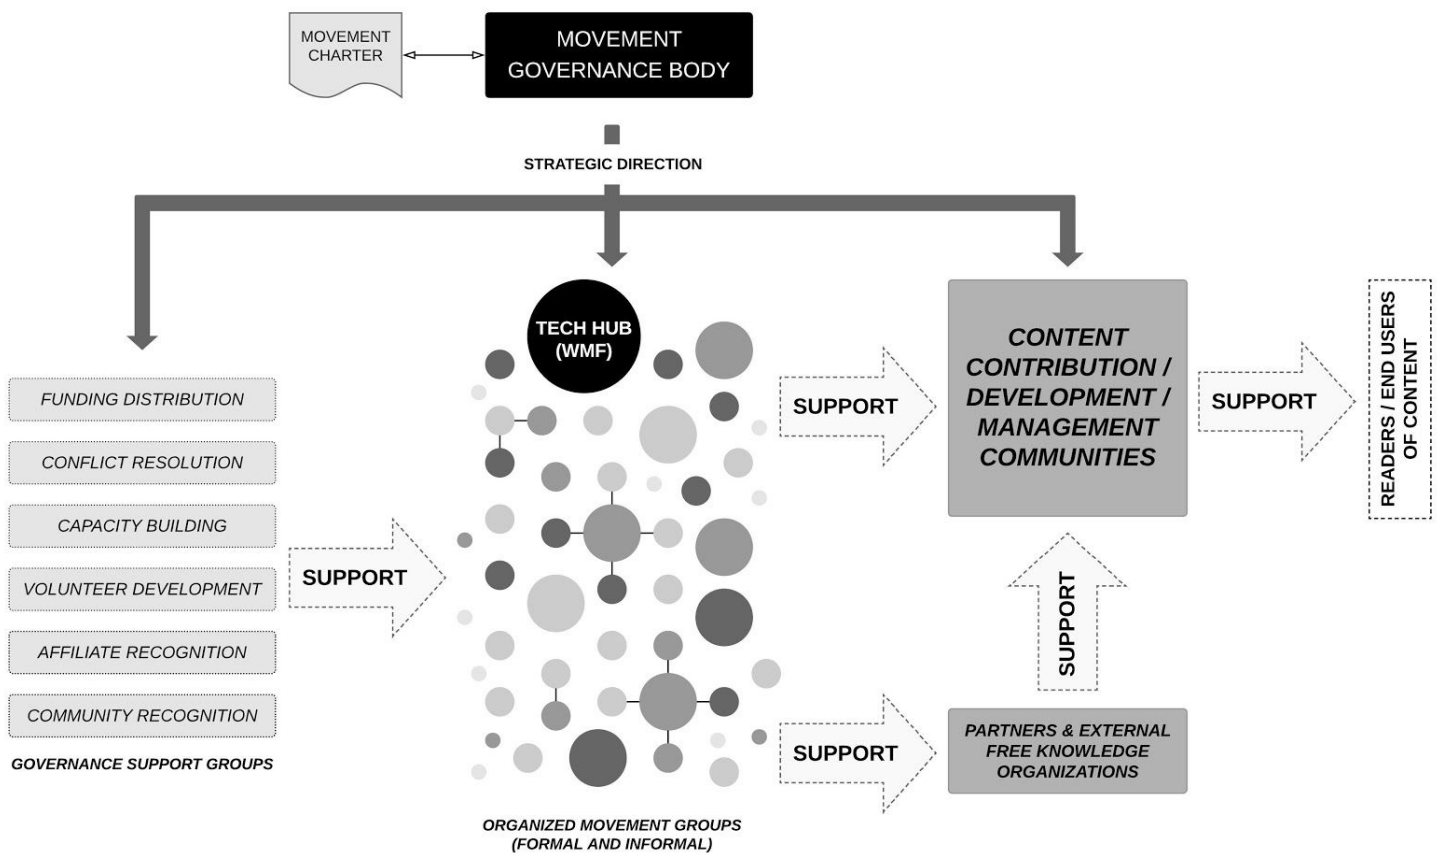 MOVEMENT
CHARTER
MOVEMENT
GOVERNANCE BODY
STRATEGIC DIRECTION
FUNDING DISTRIBUTION
CONFLICT RESOLUTION
CAPACITY BUILDING
VOLUNTEER DEVELOPMENT
AFFILIATE RECOGNITION
COMMUNITY RECOGNITION
GOVERNANCE SUPPORT GROUPS
SUPPORT
TECH HUB
(WMF)
ORGANIZED MOVEMENT GROUPS
(FORMAL AND INFORMAL)
SUPPORT
SUPPORT
CONTENT
CONTRIBUTION /
DEVELOPMENT /
MANAGEMENT
COMMUNITIES
SUPPORT
PARTNERS & EXTERNAL
FREE KNOWLEDGE
ORGANIZATIONS
SUPPORT
READERS / END USERS
OF CONTENT